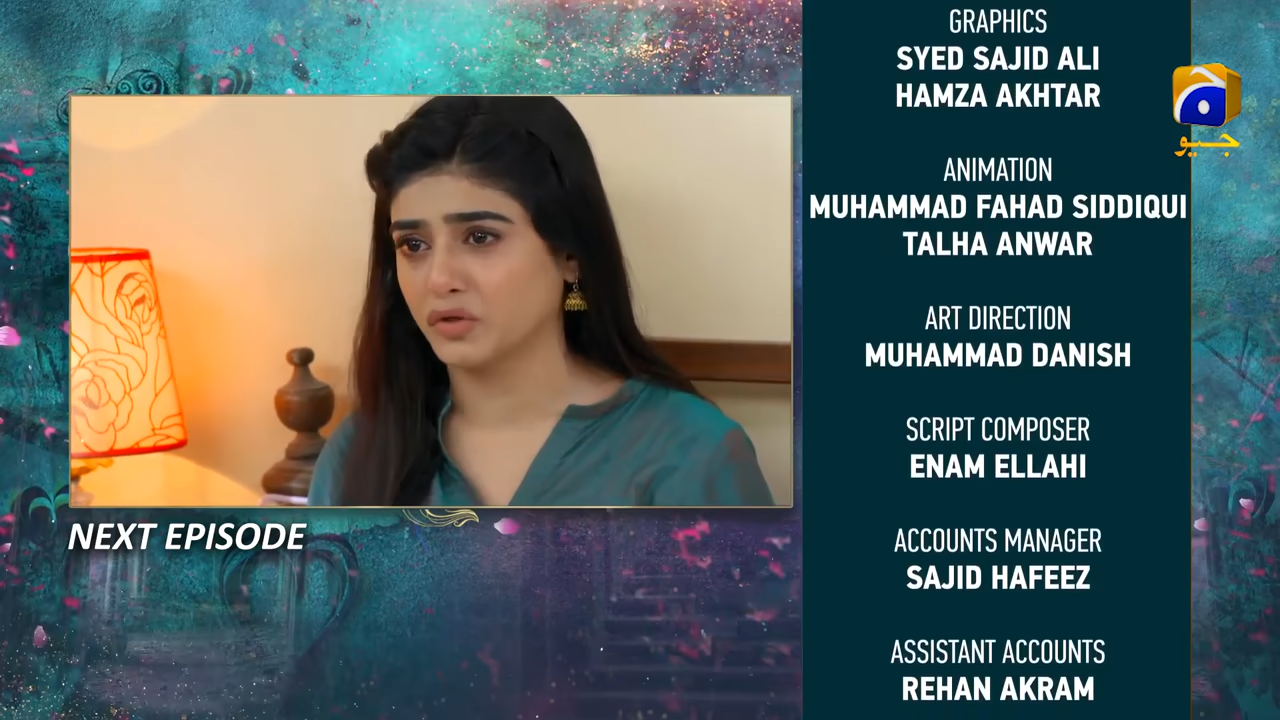 GRAPHICS
SYED SAJID ALI
HAMZA AKHTAR
جیو
ANIMATION
MUHAMMAD FAHAD SIDDIQUI
TALHA ANWAR
ART DIRECTION
MUHAMMAD DANISH
SCRIPT COMPOSER
ENAM ELLAHI
ACCOUNTS MANAGER
SAJID HAFEEZ
ASSISTANT ACCOUNTS
REHAN AKRAM
NEXT EPISODE